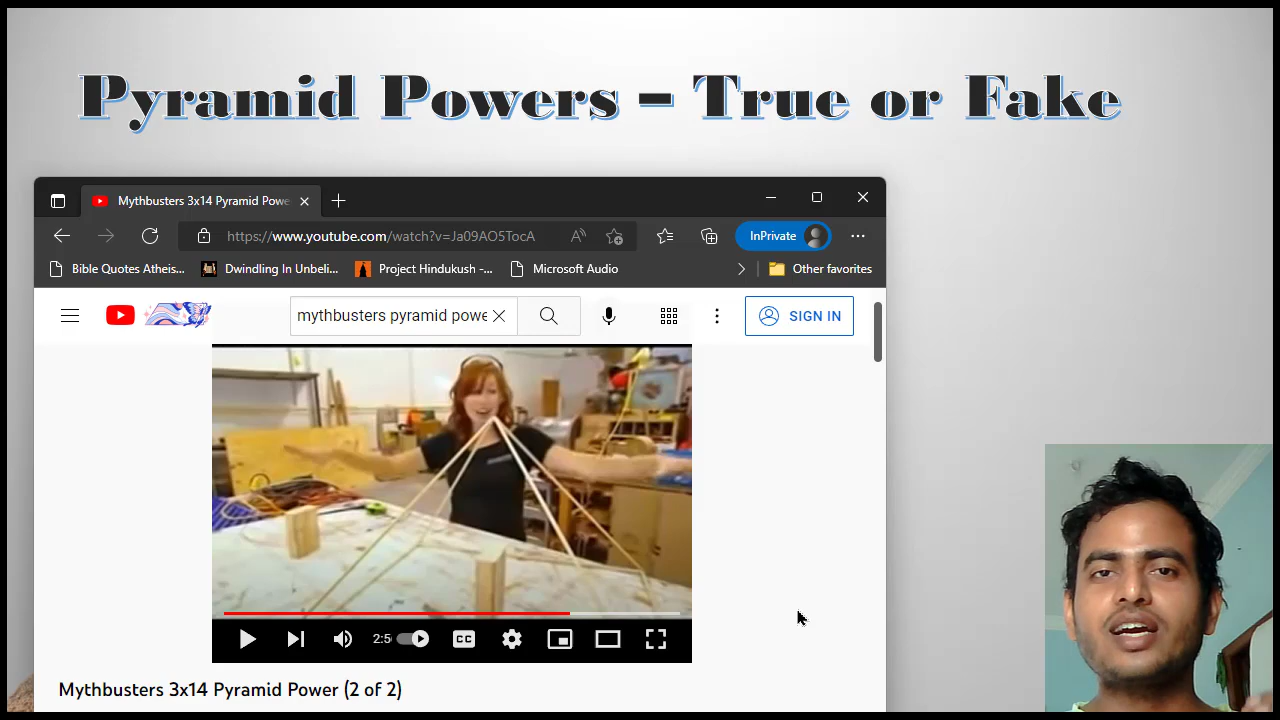 Pyramid Powers – True or Fake
Mythbusters 3x14 Pyramid Powe
https://www.youtube.com/watch?v=Ja09AO5TocA
InPrivate
Bible Quotes Atheis...
Dwindling In Unbeli...
Project Hindukush -...
Microsoft Audio
Other favorites
mythbusters pyramid powe
SIGN IN
2:5
CC
Mythbusters 3x14 Pyramid Power (2 of 2)